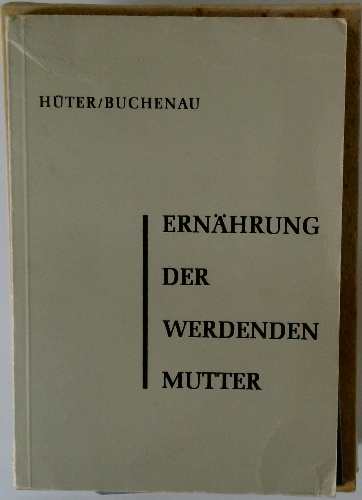 HÜTER/BUCHENAU
ERNÄHRUNG
DER
WERDENDEN
MUTTER